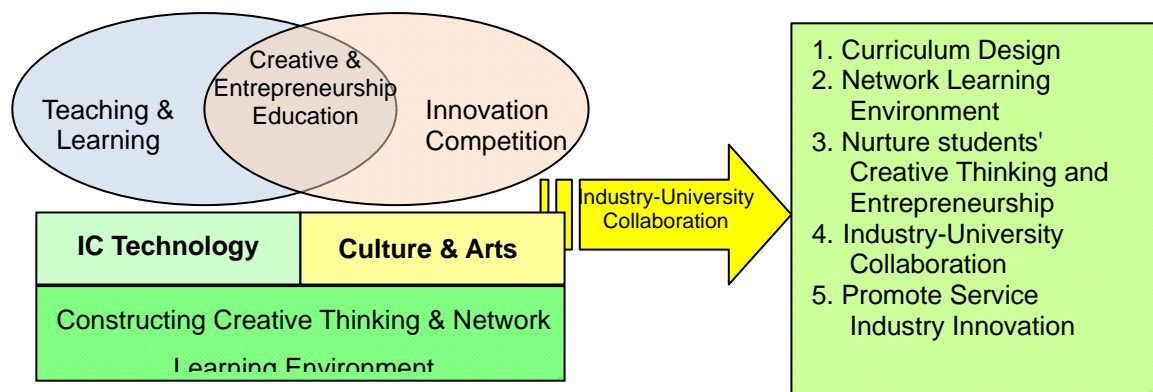 Creative &
Entrepreneurship
Education
Teaching &
Learning
Innovation
Competition
IC Technology
Culture & Arts
Constructing Creative Thinking & Network
Learning Environment
Industry-University
Collaboration
1. Curriculum Design
2. Network Learning
Environment
3. Nurture students'
Creative Thinking and
Entrepreneurship
4. Industry-University
Collaboration
5. Promote Service
Industry Innovation